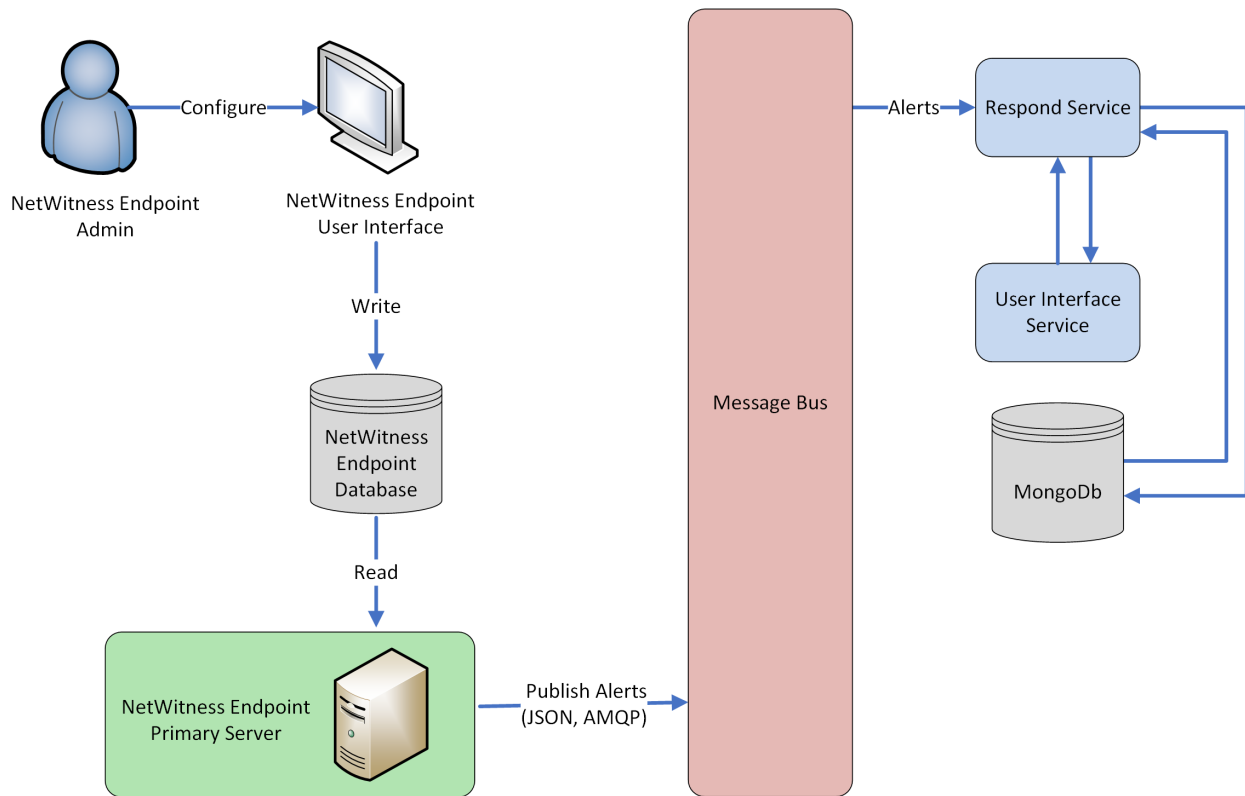 Configure
NetWitness Endpoint
Admin
NetWitness Endpoint
User Interface
Write
NetWitness
Endpoint
Database
Read
NetWitness Endpoint
Primary Server
Publish Alerts
(JSON, AMQP)
Message Bus
Alerts
Respond Service
User Interface
Service
MongoDb